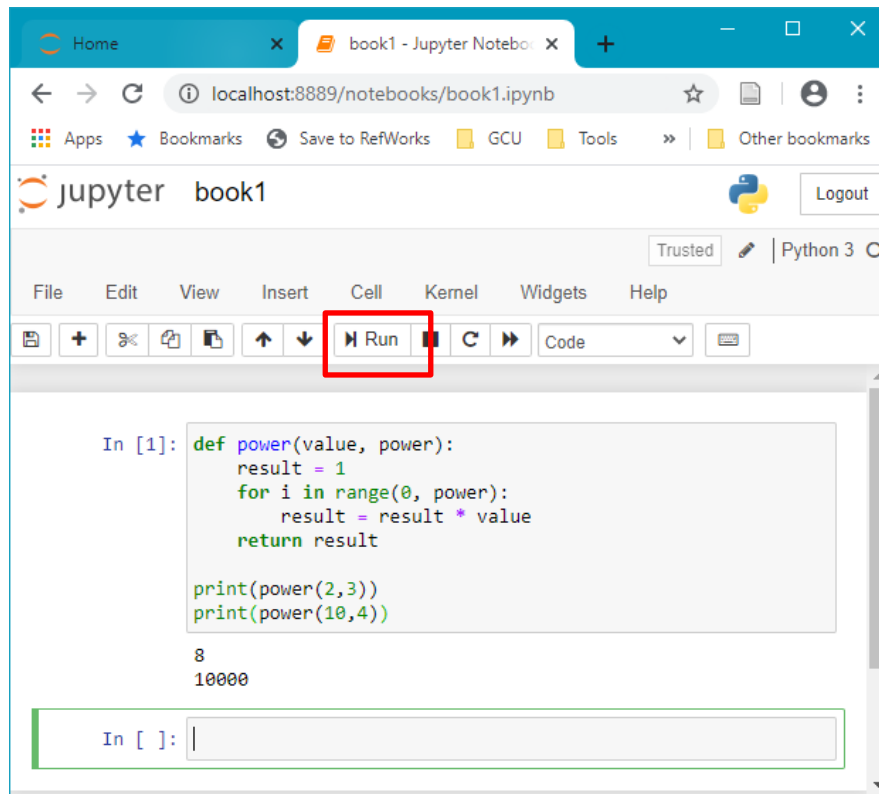 Home
book1 - Jupyter Notebo
localhost:8889/notebooks/book1.ipynb
Apps Bookmarks Save to RefWorks GCU Tools » Other bookmarks
jupyter book1 Logout
Trusted Python 3
File Edit View Insert Cell Kernel Widgets Help
Run Code
In [1]: def power(value, power):
    result = 1
    for i in range(0, power):
        result = result * value
    return result
print(power(2,3))
print(power(10,4))
8
10000
In [ ]: